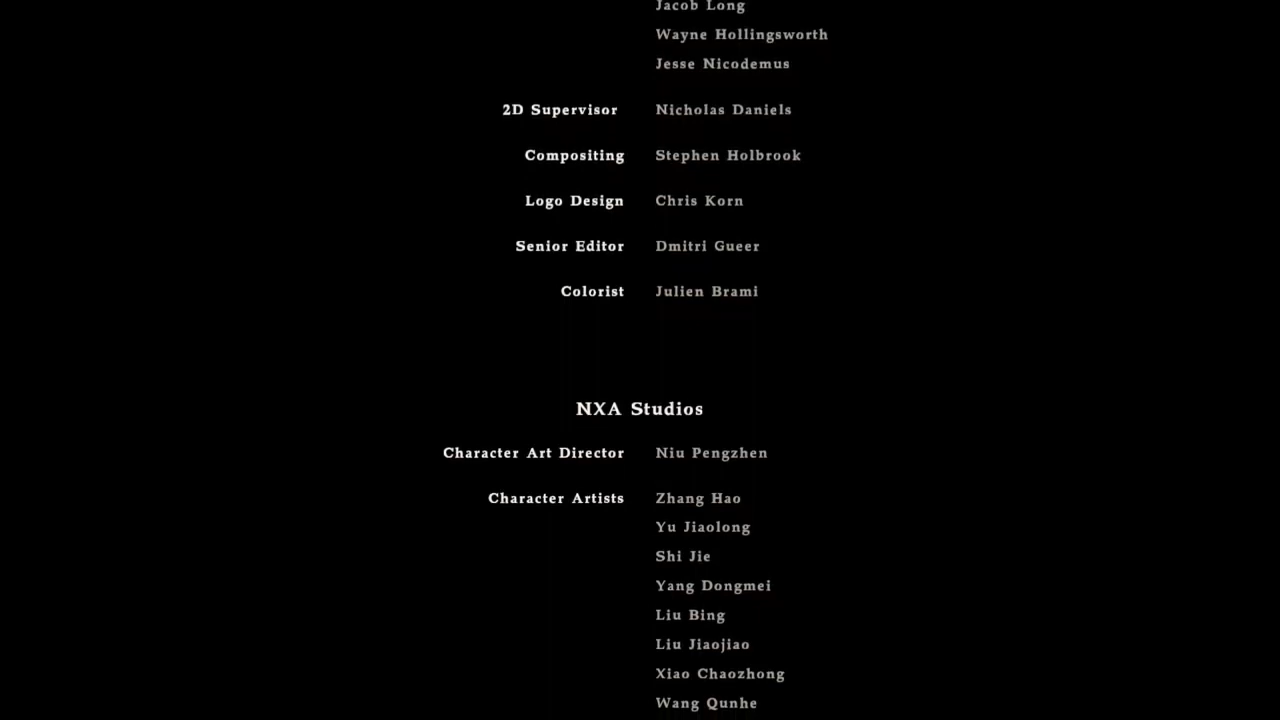 Jacob Long
Wayne Hollingsworth
Jesse Nicodemus
2D Supervisor Nicholas Daniels
Compositing Stephen Holbrook
Logo Design Chris Korn
Senior Editor Dmitri Gueer
Colorist Julien Brami
NXA Studios
Character Art Director Niu Pengzhen
Character Artists Zhang Hao
Yu Jiaolong
Shi Jie
Yang Dongmei
Liu Bing
Liu Jiaojiao
Xiao Chaozhong
Wang Qunhe